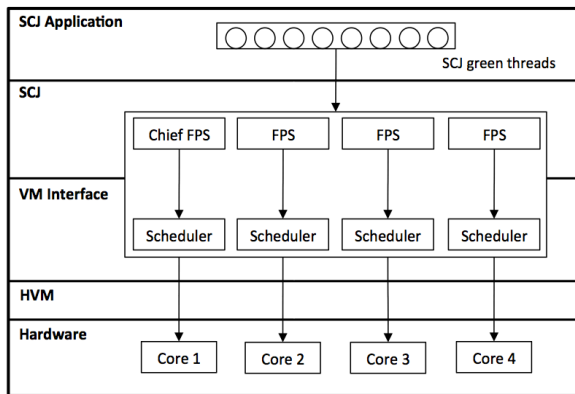 SCJ Application
SCJ green threads
SCJ
Chief FPS FPS FPS FPS
VM Interface
Scheduler Scheduler Scheduler Scheduler
HVM
Hardware
Core 1 Core 2 Core 3 Core 4